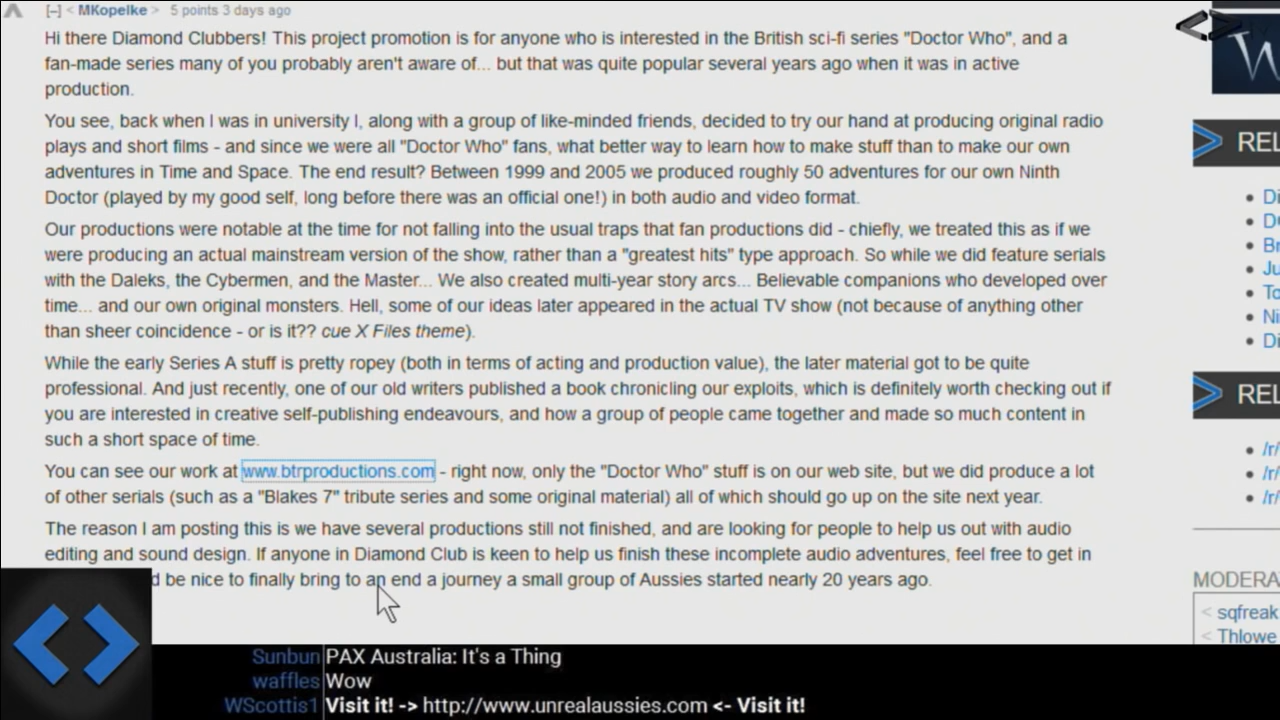 [–] < MKopelke > 5 points 3 days ago
Hi there Diamond Clubbers! This project promotion is for anyone who is interested in the British sci-fi series "Doctor Who", and a
fan-made series many of you probably aren't aware of... but that was quite popular several years ago when it was in active
production.
You see, back when I was in university I, along with a group of like-minded friends, decided to try our hand at producing original radio
plays and short films - and since we were all "Doctor Who" fans, what better way to learn how to make stuff than to make our own
adventures in Time and Space. The end result? Between 1999 and 2005 we produced roughly 50 adventures for our own Ninth
Doctor (played by my good self, long before there was an official one!) in both audio and video format.
Our productions were notable at the time for not falling into the usual traps that fan productions did - chiefly, we treated this as if we
were producing an actual mainstream version of the show, rather than a "greatest hits" type approach. So while we did feature serials
with the Daleks, the Cybermen, and the Master... We also created multi-year story arcs... Believable companions who developed over
time... and our own original monsters. Hell, some of our ideas later appeared in the actual TV show (not because of anything other
than sheer coincidence - or is it?? cue X Files theme).
While the early Series A stuff is pretty ropey (both in terms of acting and production value), the later material got to be quite
professional. And just recently, one of our old writers published a book chronicling our exploits, which is definitely worth checking out if
you are interested in creative self-publishing endeavours, and how a group of people came together and made so much content in
such a short space of time.
You can see our work at www.btrproductions.com - right now, only the "Doctor Who" stuff is on our web site, but we did produce a lot
of other serials (such as a "Blakes 7" tribute series and some original material) all of which should go up on the site next year.
The reason I am posting this is we have several productions still not finished, and are looking for people to help us out with audio
editing and sound design. If anyone in Diamond Club is keen to help us finish these incomplete audio adventures, feel free to get in
d be nice to finally bring to an end a journey a small group of Aussies started nearly 20 years ago.
W
REL
Di
Do
Br
Ju
To
Ni
Di
REL
/r/
/r/
/r/
MODERA
< sqfreak
< Thlowe
Sunbun PAX Australia: It's a Thing
waffles Wow
WScottis1 Visit it! -> http://www.unrealaussies.com <- Visit it!